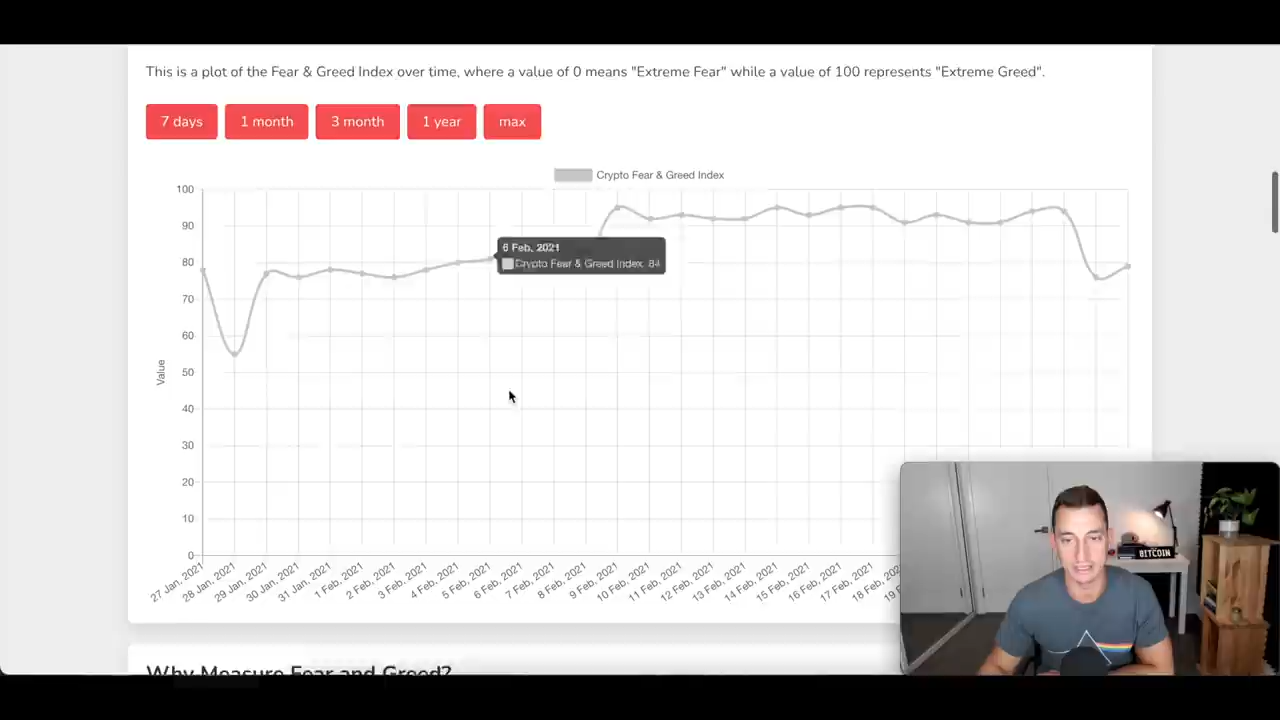 This is a plot of the Fear & Greed Index over time, where a value of 0 means "Extreme Fear" while a value of 100 represents "Extreme Greed".
7 days 1 month 3 month 1 year max
Crypto Fear & Greed Index
100
90
80
70
60
50
40
30
20
10
0
Value
6 Feb, 2021
Crypto Fear & Greed Index 84
27 Jan, 2021
28 Jan, 2021
29 Jan, 2021
30 Jan, 2021
31 Jan, 2021
1 Feb, 2021
2 Feb, 2021
3 Feb, 2021
4 Feb, 2021
5 Feb, 2021
6 Feb, 2021
7 Feb, 2021
8 Feb, 2021
9 Feb, 2021
10 Feb, 2021
11 Feb, 2021
12 Feb, 2021
13 Feb, 2021
14 Feb, 2021
15 Feb, 2021
16 Feb, 2021
17 Feb, 2021
18 Feb, 202
19
BITCOIN
Why Measure Fear and Greed?